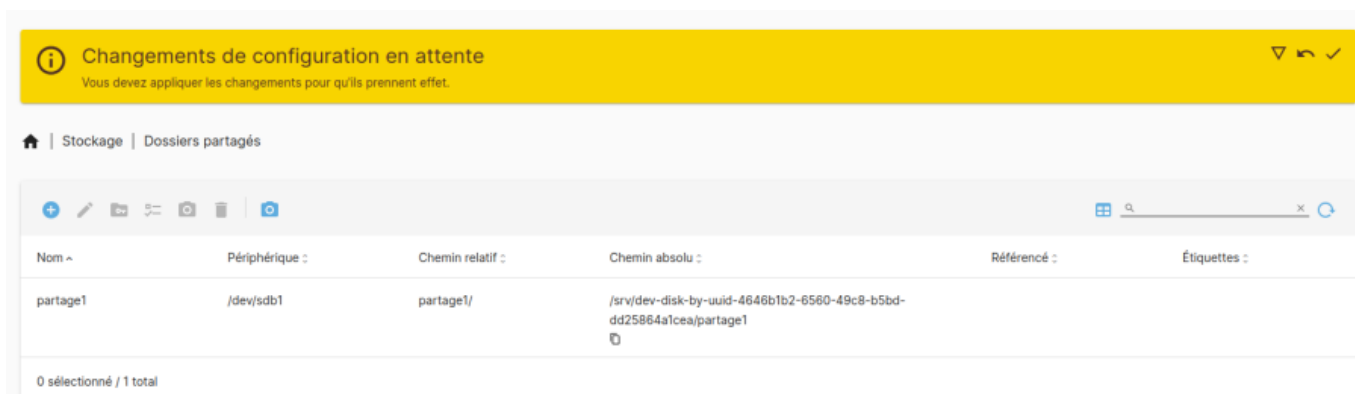 Changements de configuration en attente
Vous devez appliquer les changements pour qu'ils prennent effet.
| Stockage | Dossiers partagés
Nom Périphérique Chemin relatif Chemin absolu Référencé Étiquettes
partage1 /dev/sdb1 partage1/ /srv/dev-disk-by-uuid-4646b1b2-6560-49c8-b5bd-
dd25864a1cea/partage1
0 sélectionné / 1 total